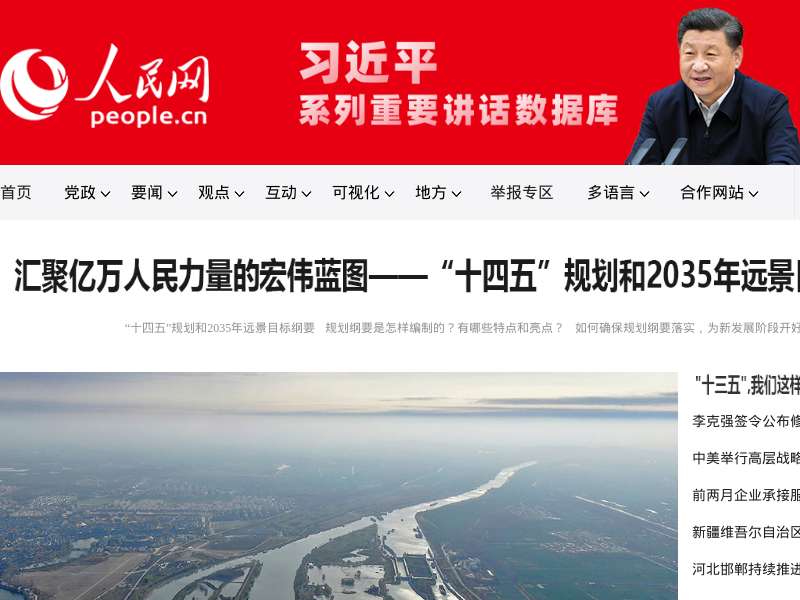 人民网
people.cn
习近平
系列重要讲话数据库
首页 党政 要闻 观点 互动 可视化 地方 举报专区 多语言 合作网站
汇聚亿万人民力量的宏伟蓝图——“十四五”规划和2035年远景
“十四五”规划和2035年远景目标纲要 规划纲要是怎样编制的？有哪些特点和亮点？ 如何确保规划纲要落实，为新发展阶段开好
"十三五",我们这样
李克强签令公布修
中美举行高层战略
前两月企业承接服
新疆维吾尔自治区
河北邯郸持续推进